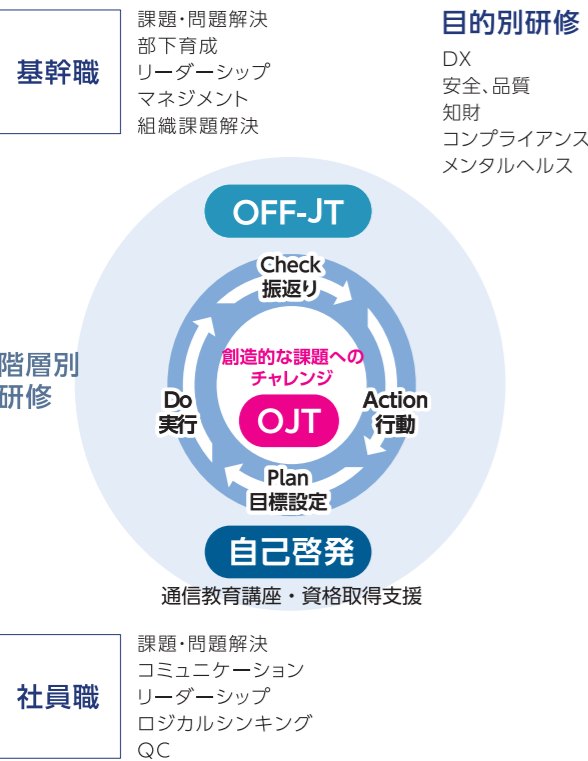 基幹職
課題・問題解決
部下育成
リーダーシップ
マネジメント
組織課題解決
目的別研修
DX
安全、品質
知財
コンプライアンス
メンタルヘルス
OFF-JT
Check
振返り
創造的な課題への
チャレンジ
OJT
階層別
研修
Do
実行
Action
行動
Plan
目標設定
自己啓発
通信教育講座・資格取得支援
社員職
課題・問題解決
コミュニケーション
リーダーシップ
ロジカルシンキング
QC